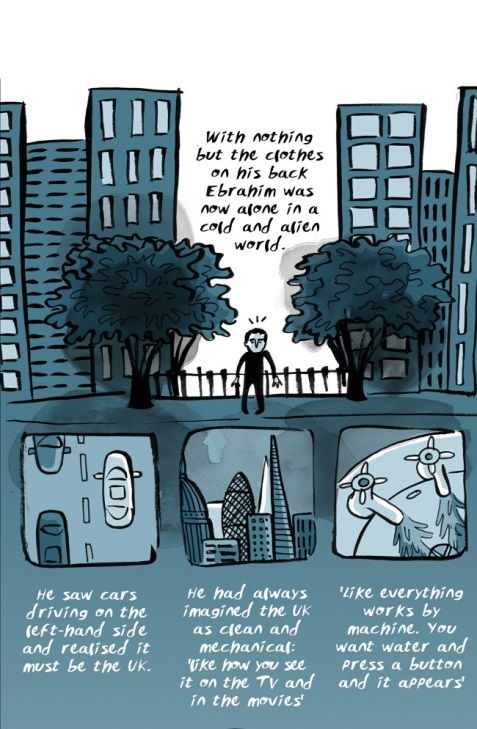 With nothing
but the clothes
on his back
Ebrahim was
now alone in a
cold and alien
world.
He saw cars
driving on the
left-hand side
and realised it
must be the UK.
He had always
imagined the UK
as clean and
mechanical:
'like how you see
it on the TV and
in the movies'
'Like everything
works by
machine. You
want water and
press a button
and it appears'